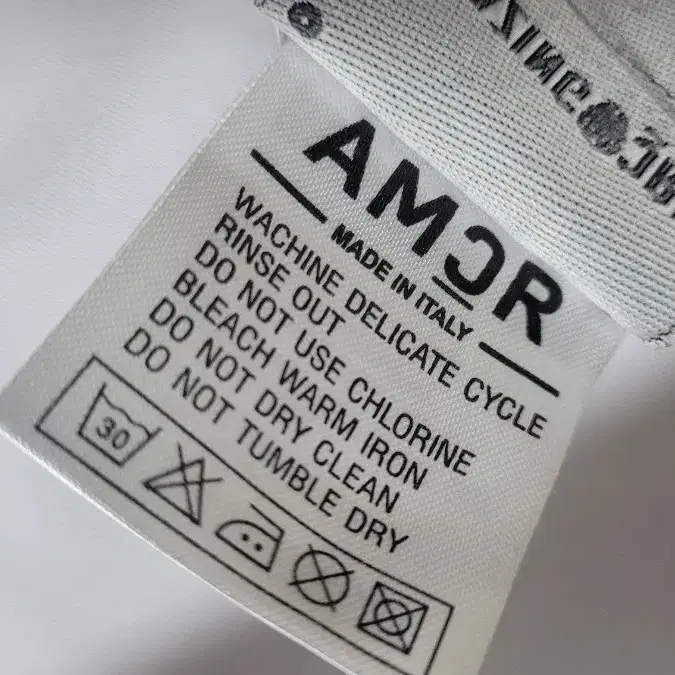 AMƆR
MADE IN ITALY
WACHINE DELICATE CYCLE
RINSE OUT
DO NOT USE CHLORINE
BLEACH WARM IRON
DO NOT DRY CLEAN
DO NOT TUMBLE DRY
30